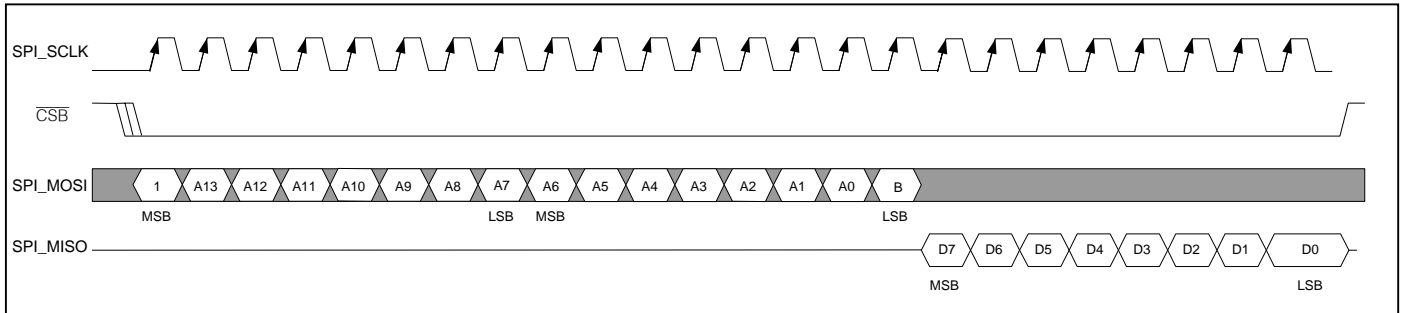 SPI_SCLK
CSB
SPI_MOSI 1 A13 A12 A11 A10 A9 A8 A7 A6 A5 A4 A3 A2 A1 A0 B
MSB LSB MSB LSB
SPI_MISO D7 D6 D5 D4 D3 D2 D1 D0
MSB LSB